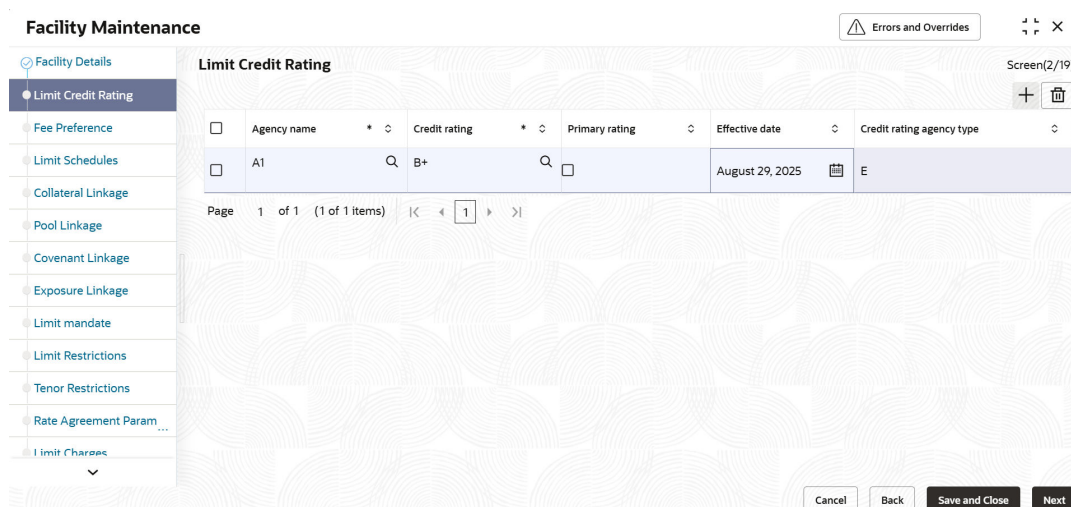 Facility Maintenance
Errors and Overrides
Facility Details
Limit Credit Rating
Fee Preference
Limit Schedules
Collateral Linkage
Pool Linkage
Covenant Linkage
Exposure Linkage
Limit mandate
Limit Restrictions
Tenor Restrictions
Rate Agreement Param...
Limit Charges
Limit Credit Rating
Screen(2/19
Agency name * Credit rating * Primary rating Effective date Credit rating agency type
A1 B+ August 29, 2025 E
Page 1 of 1 (1 of 1 items) 1
Cancel Back Save and Close Next